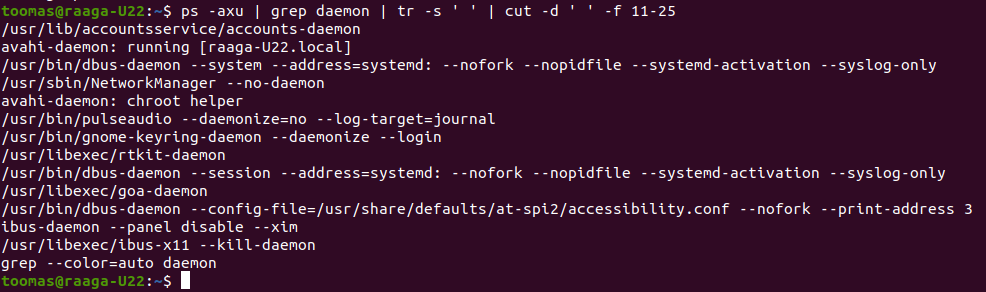 toomas@raaga-U22:~$ ps -axu | grep daemon | tr -s ' ' | cut -d ' ' -f 11-25
/usr/lib/accountsservice/accounts-daemon
avahi-daemon: running [raaga-U22.local]
/usr/bin/dbus-daemon --system --address=systemd: --nofork --nopidfile --systemd-activation --syslog-only
/usr/sbin/NetworkManager --no-daemon
avahi-daemon: chroot helper
/usr/bin/pulseaudio --daemonize=no --log-target=journal
/usr/bin/gnome-keyring-daemon --daemonize --login
/usr/libexec/rtkit-daemon
/usr/bin/dbus-daemon --session --address=systemd: --nofork --nopidfile --systemd-activation --syslog-only
/usr/libexec/goa-daemon
/usr/bin/dbus-daemon --config-file=/usr/share/defaults/at-spi2/accessibility.conf --nofork --print-address 3
ibus-daemon --panel disable --xim
/usr/libexec/ibus-x11 --kill-daemon
grep --color=auto daemon
toomas@raaga-U22:~$